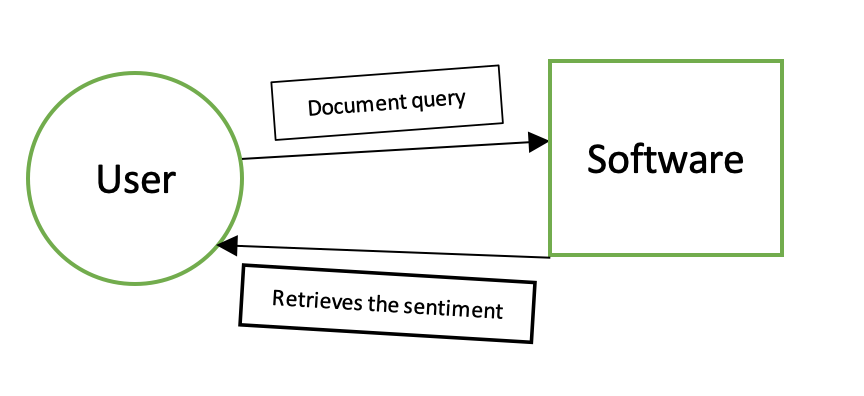 Document query
User
Software
Retrieves the sentiment